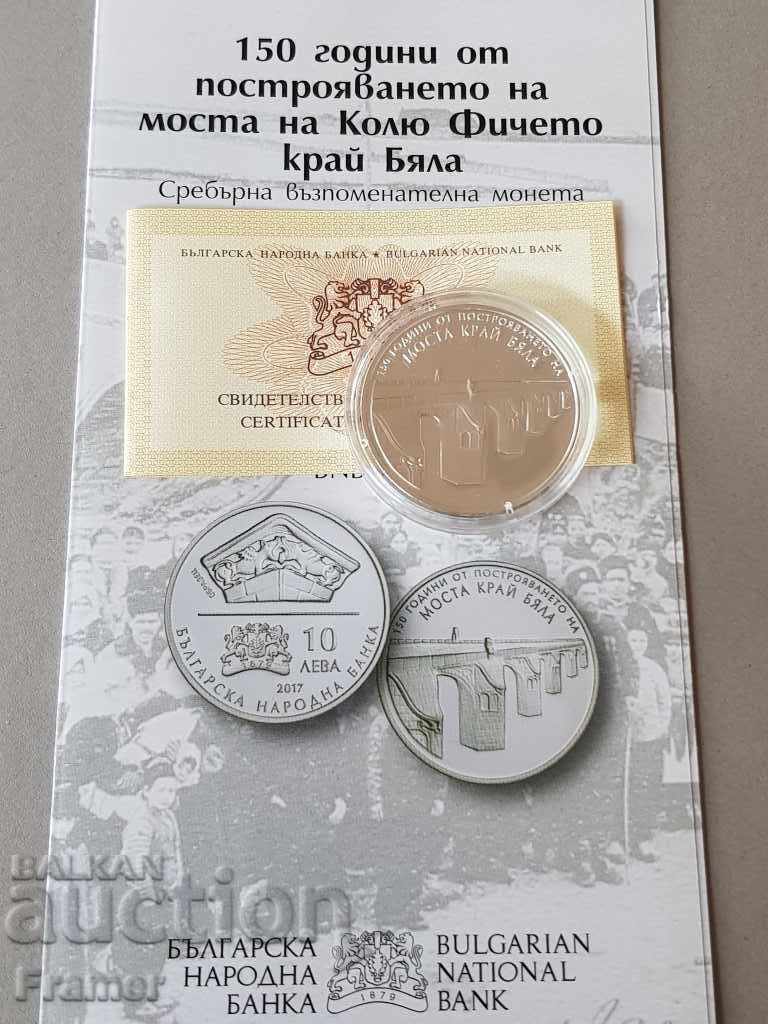 150 години от
построяването на
моста на Колю Фичето
край Бяла
Сребърна възпоменателна монета
БЪЛГАРСКА НАРОДНА БАНКА ★ BULGARIAN NATIONAL BANK
СВИДЕТЕЛСТВ
CERTIFICAT
150 ГОДИНИ ОТ ПОСТРОЯВАНЕТО НА
МОСТА КРАЙ БЯЛА
ОБРАЗЕЦ
1879
10
ЛЕВА
2017
БЪЛГАРСКА НАРОДНА БАНКА
150 ГОДИНИ ОТ ПОСТРОЯВАНЕТО НА
МОСТА КРАЙ БЯЛА
BALKAN
auction
Framer
БЪЛГАРСКА
НАРОДНА
БАНКА
1879
BULGARIAN
NATIONAL
BANK